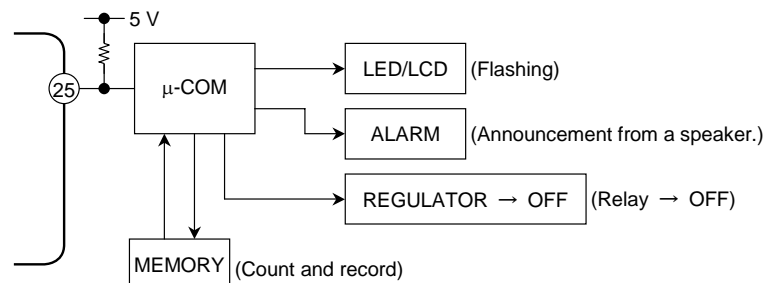 5 V
25
μ-COM
LED/LCD (Flashing)
ALARM (Announcement from a speaker.)
REGULATOR → OFF (Relay → OFF)
MEMORY (Count and record)